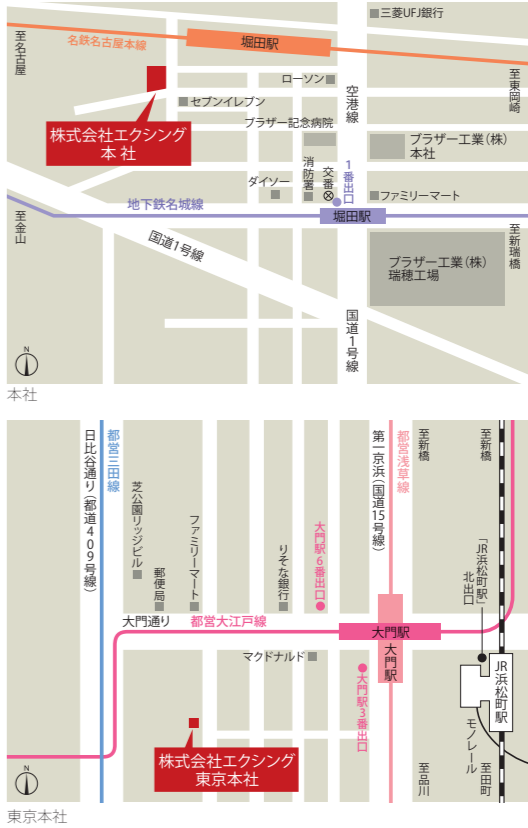 三菱UFJ銀行
至名古屋
名鉄名古屋本線
堀田駅
至東岡崎
ローソン
空港線
セブンイレブン
株式会社エクシング
本社
ブラザー記念病院
ブラザー工業(株)
本社
消防署
交番
1番出口
ダイソー
ファミリーマート
地下鉄名城線
堀田駅
至金山
国道1号線
至新瑞橋
ブラザー工業(株)
瑞穂工場
国道1号線
N
本社
日比谷通り(都道409号線)
都営三田線
芝公園リッジビル
郵便局
ファミリーマート
りそな銀行
大門駅6番出口
第一京浜(国道15号線)
都営浅草線
至新橋
至新橋
「JR浜松町駅」
北出口
大門通り
都営大江戸線
大門駅
大門駅
マクドナルド
大門駅3番出口
JR浜松町駅
モノレール
株式会社エクシング
東京本社
至品川
至田町
N
東京本社